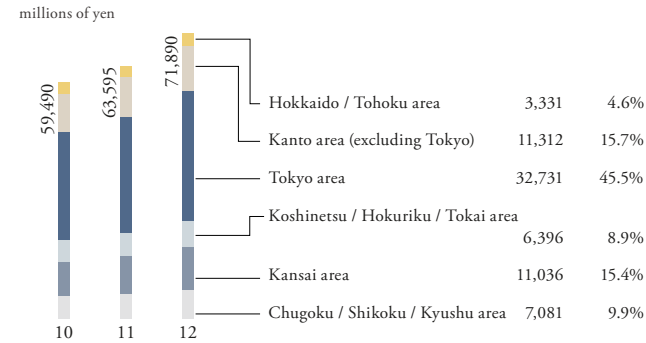 millions of yen
59,490
63,595
71,890
Hokkaido / Tohoku area 3,331 4.6%
Kanto area (excluding Tokyo) 11,312 15.7%
Tokyo area 32,731 45.5%
Koshinetsu / Hokuriku / Tokai area
6,396 8.9%
Kansai area 11,036 15.4%
Chugoku / Shikoku / Kyushu area 7,081 9.9%
10 11 12